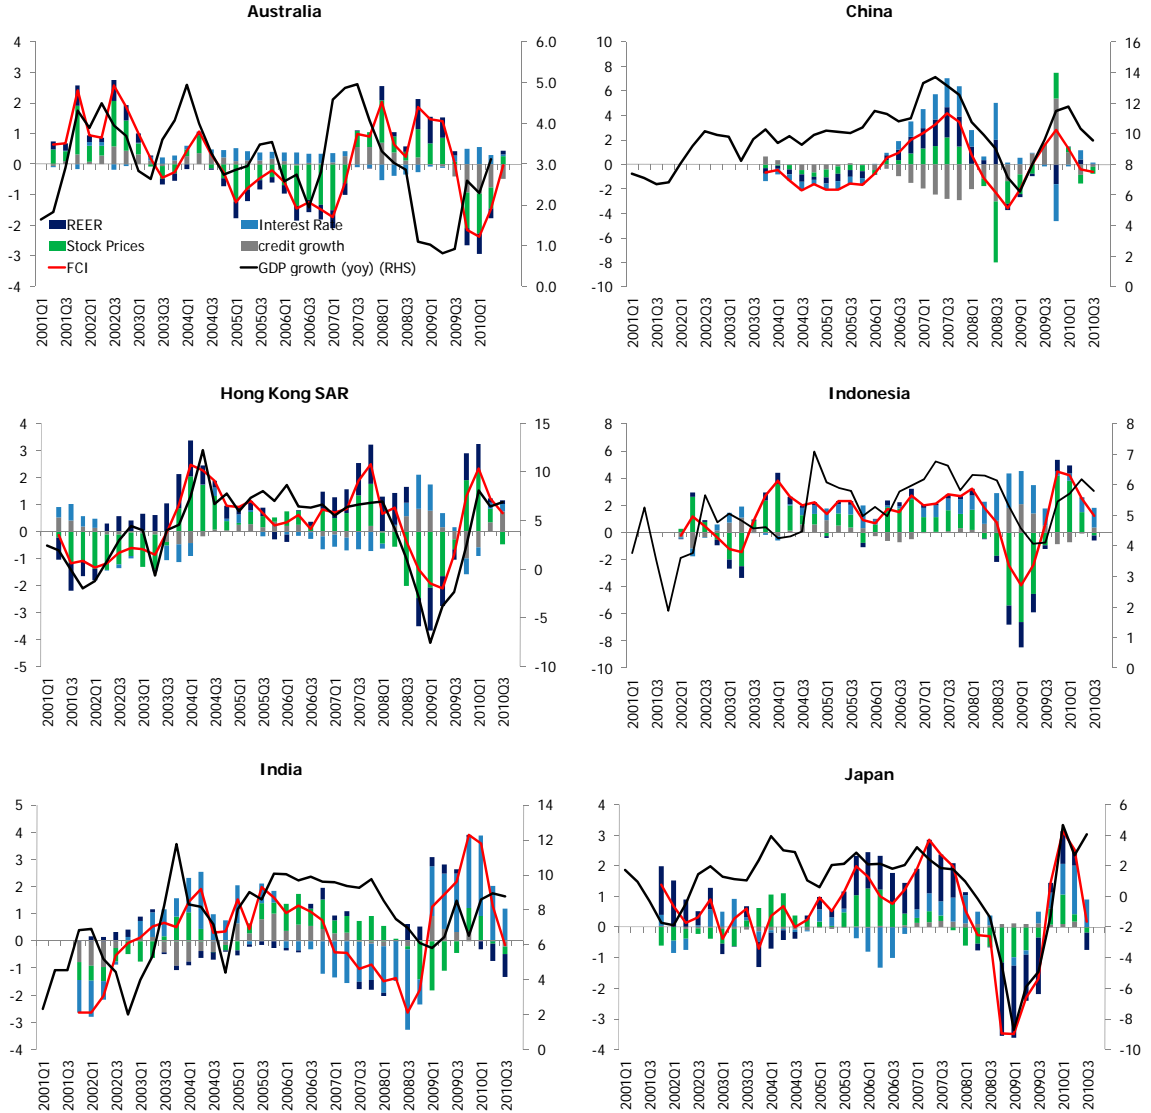 Australia
4
3
2
1
0
-1
-2
-3
-4
6.0
5.0
4.0
3.0
2.0
1.0
0.0
REER
Interest Rate
Stock Prices
credit growth
FCI
GDP growth (yoy) (RHS)
2001Q1
2001Q3
2002Q1
2002Q3
2003Q1
2003Q3
2004Q1
2004Q3
2005Q1
2005Q3
2006Q1
2006Q3
2007Q1
2007Q3
2008Q1
2008Q3
2009Q1
2009Q3
2010Q1
China
10
8
6
4
2
0
-2
-4
-6
-8
-10
16
14
12
10
8
6
4
2
0
2001Q1
2001Q3
2002Q1
2002Q3
2003Q1
2003Q3
2004Q1
2004Q3
2005Q1
2005Q3
2006Q1
2006Q3
2007Q1
2007Q3
2008Q1
2008Q3
2009Q1
2009Q3
2010Q1
2010Q3
Hong Kong SAR
4
3
2
1
0
-1
-2
-3
-4
-5
15
10
5
0
-5
-10
2001Q1
2001Q3
2002Q1
2002Q3
2003Q1
2003Q3
2004Q1
2004Q3
2005Q1
2005Q3
2006Q1
2006Q3
2007Q1
2007Q3
2008Q1
2008Q3
2009Q1
2009Q3
2010Q1
2010Q3
Indonesia
8
6
4
2
0
-2
-4
-6
-8
-10
8
7
6
5
4
3
2
1
0
2001Q1
2001Q3
2002Q1
2002Q3
2003Q1
2003Q3
2004Q1
2004Q3
2005Q1
2005Q3
2006Q1
2006Q3
2007Q1
2007Q3
2008Q1
2008Q3
2009Q1
2009Q3
2010Q1
2010Q3
India
5
4
3
2
1
0
-1
-2
-3
-4
14
12
10
8
6
4
2
0
2001Q1
2001Q3
2002Q1
2002Q3
2003Q1
2003Q3
2004Q1
2004Q3
2005Q1
2005Q3
2006Q1
2006Q3
2007Q1
2007Q3
2008Q1
2008Q3
2009Q1
2009Q3
2010Q1
2010Q3
Japan
4
3
2
1
0
-1
-2
-3
-4
6
4
2
0
-2
-4
-6
-8
-10
2001Q1
2001Q3
2002Q1
2002Q3
2003Q1
2003Q3
2004Q1
2004Q3
2005Q1
2005Q3
2006Q1
2006Q3
2007Q1
2007Q3
2008Q1
2008Q3
2009Q1
2009Q3
2010Q1
2010Q3